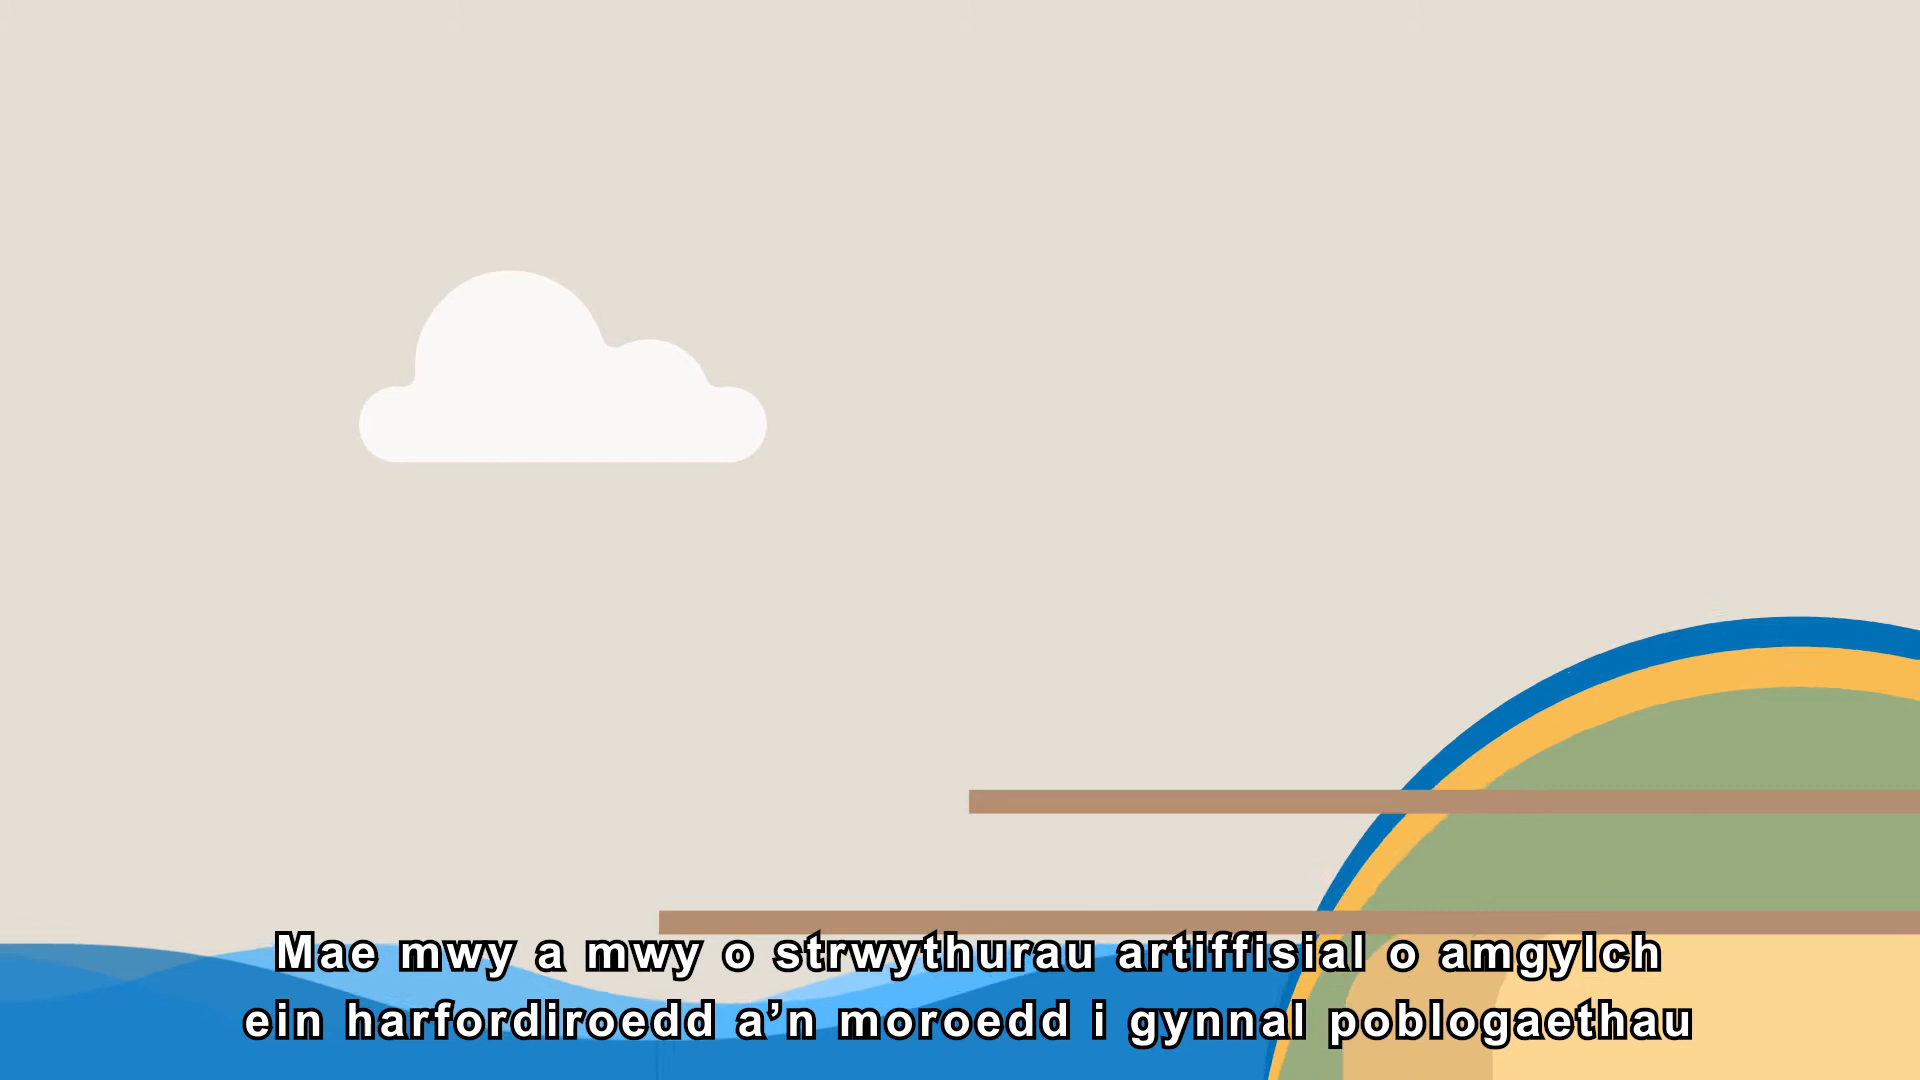 Mae mwy a mwy o strwythurau artiffisial o amgylch
ein harfordiroedd a’n moroedd i gynnal poblogaethau